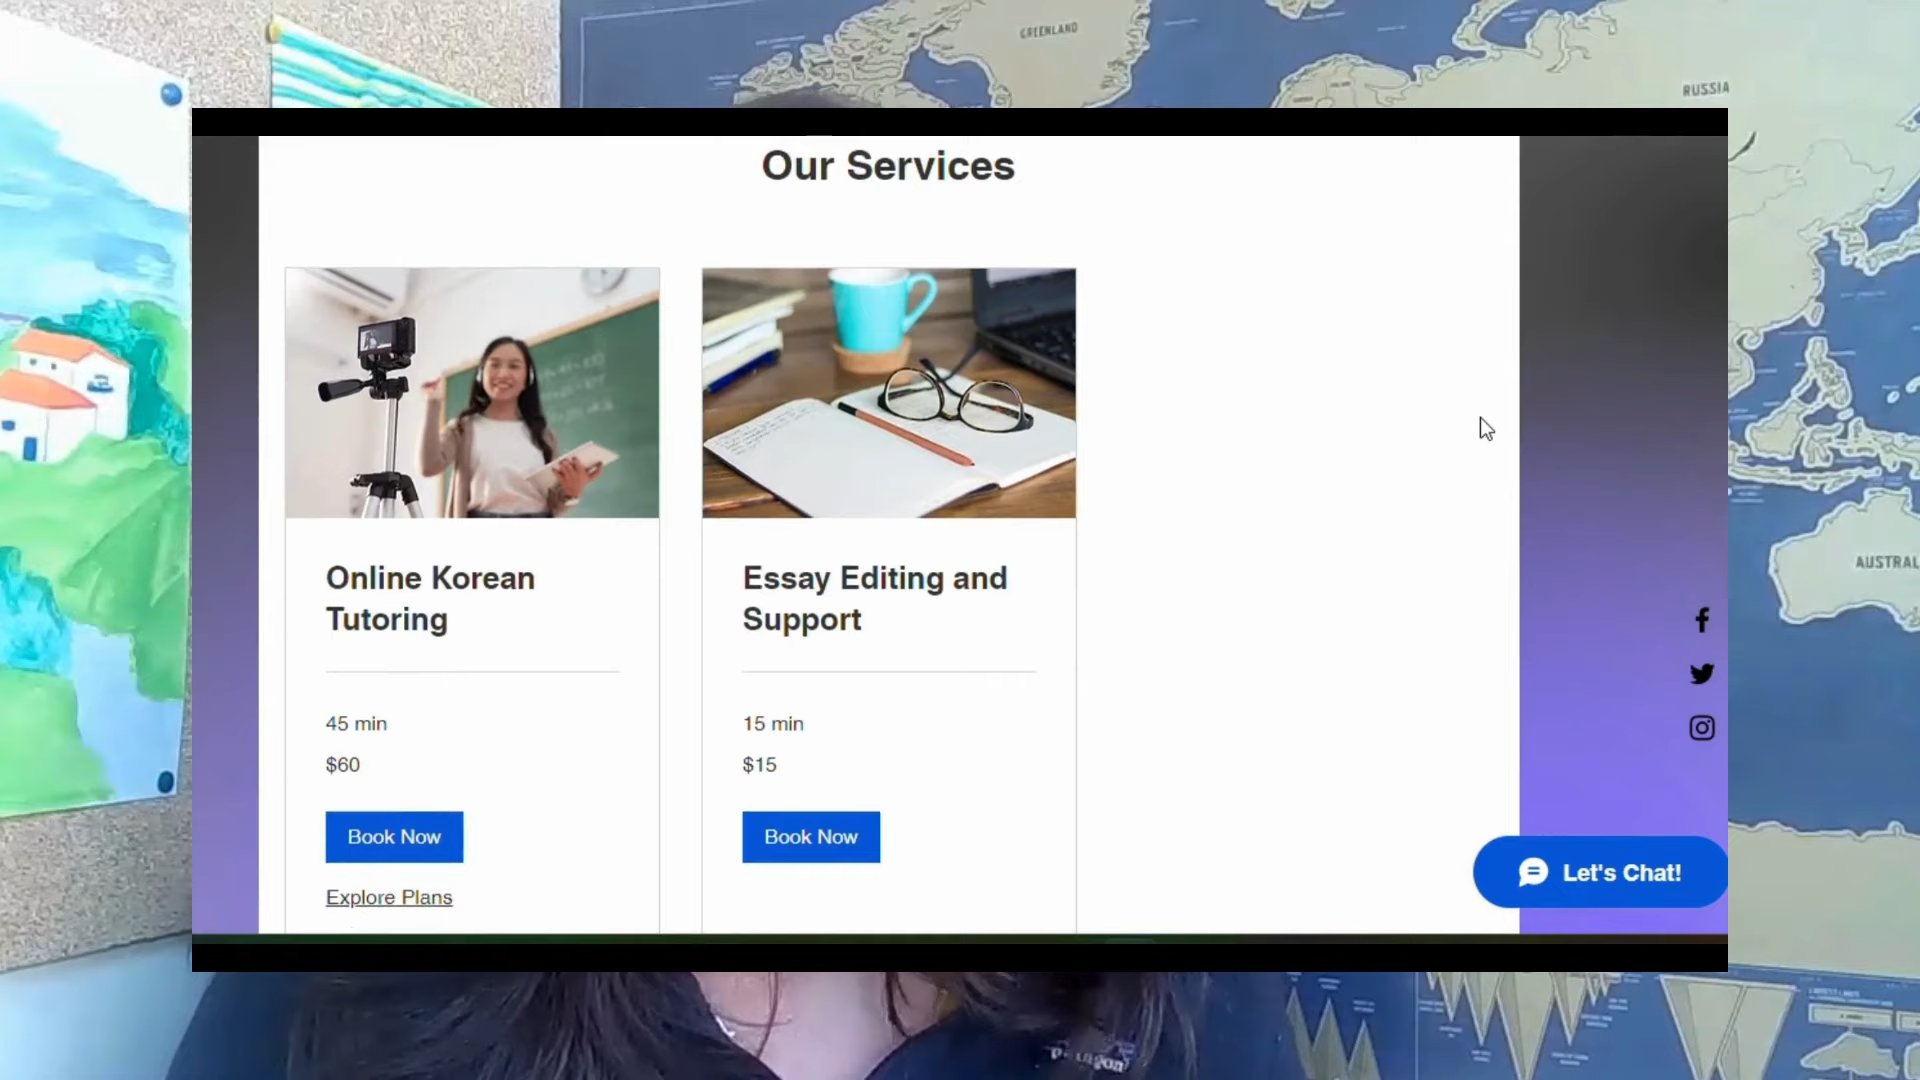 GREENLAND
RUSSIA
Our Services
Online Korean
Tutoring
Essay Editing and
Support
45 min
15 min
$60
$15
Book Now
Book Now
Explore Plans
Let's Chat!
AUSTRAL